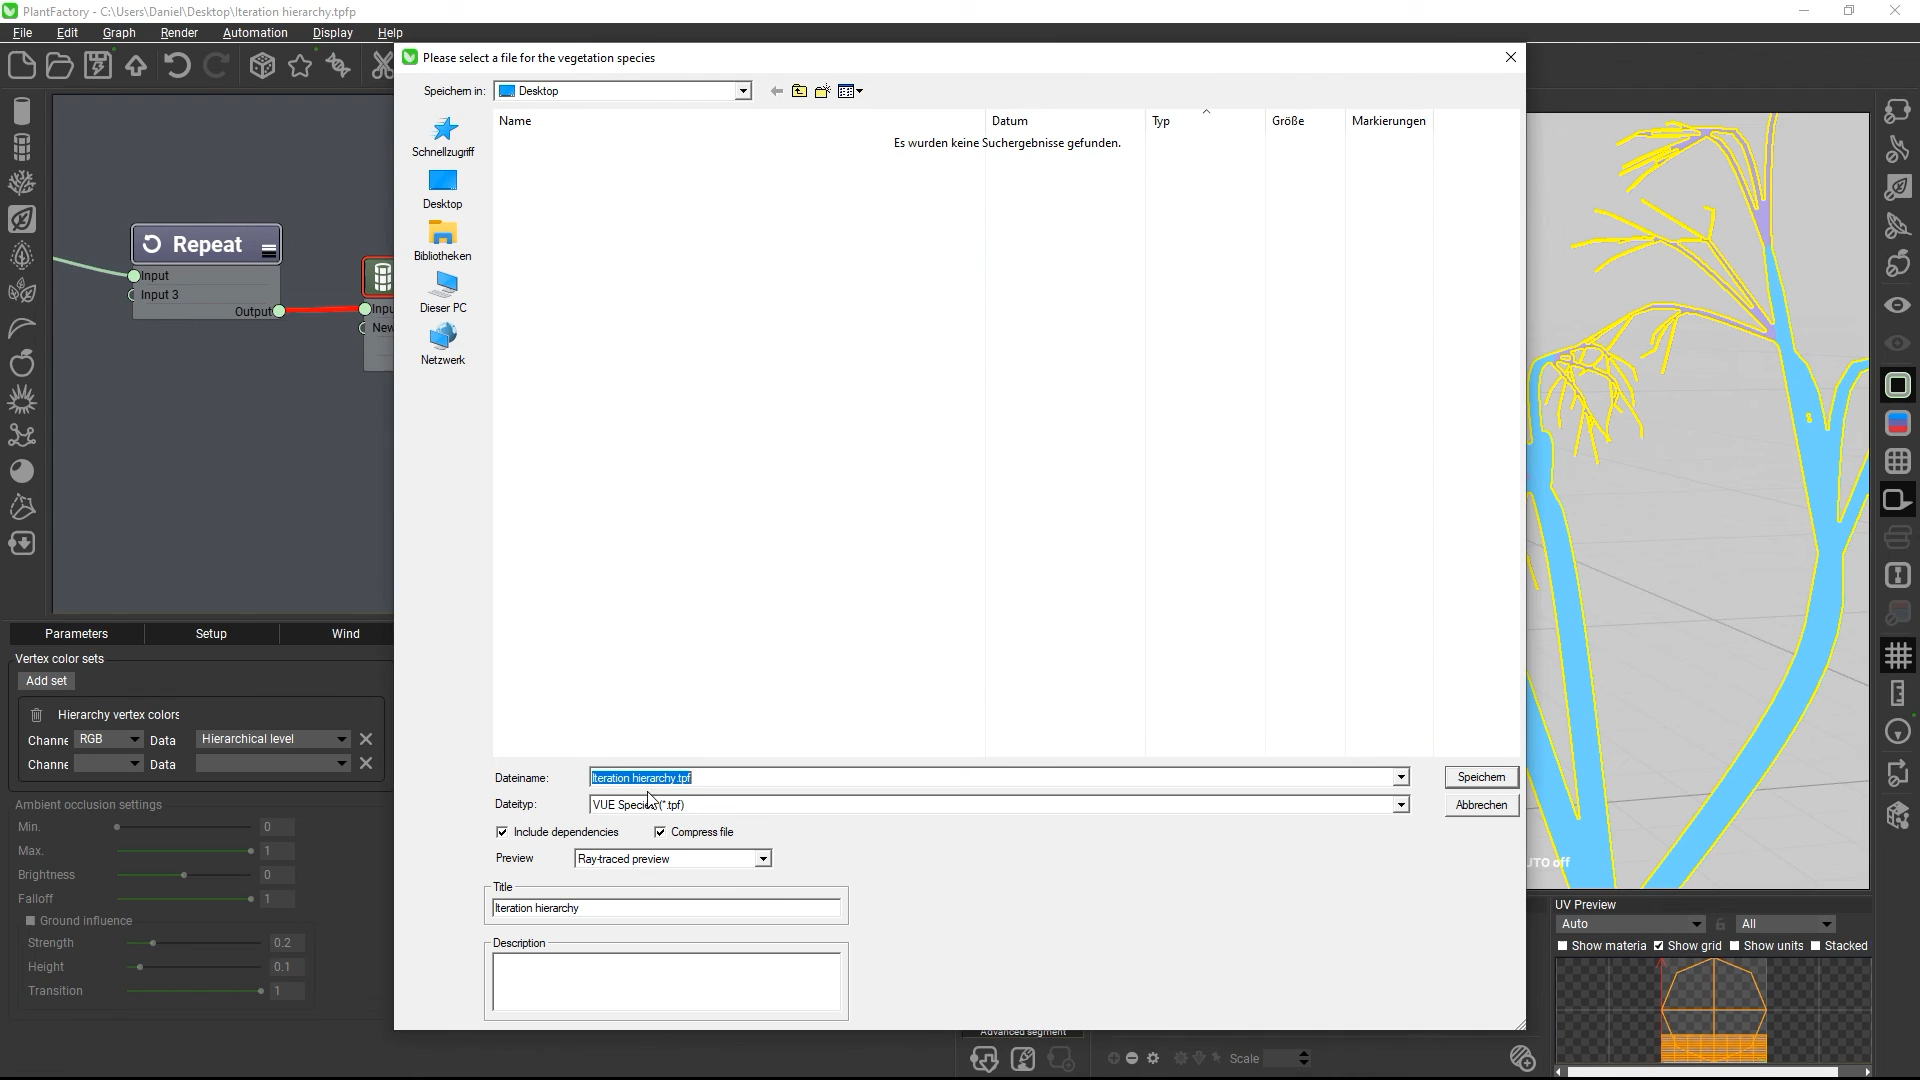 PlantFactory - C:\Users\Daniel\Desktop\Iteration hierarchy.tpfp
File Edit Graph Render Automation Display Help
Please select a file for the vegetation species
Speichern in: Desktop
Name Datum Typ Größe Markierungen
Es wurden keine Suchergebnisse gefunden.
Schnellzugriff
Desktop
Bibliotheken
Dieser PC
Netzwerk
Repeat
Input
Input 3
Output
Inpu
New
Parameters Setup Wind
Vertex color sets
Add set
Hierarchy vertex colors
Channe RGB Data Hierarchical level
Channe Data
Ambient occlusion settings
Min. 0
Max. 1
Brightness 0
Falloff 1
Ground influence
Strength 0.2
Height 0.1
Transition 1
Dateiname: Iteration hierarchy.tpf Speichern
Dateityp: VUE Species (*.tpf) Abbrechen
Include dependencies Compress file
Preview Ray-traced preview
Title
Iteration hierarchy
Description
UTO off
UV Preview
Auto All
Show materia Show grid Show units Stacked
Advanced segment
Scale